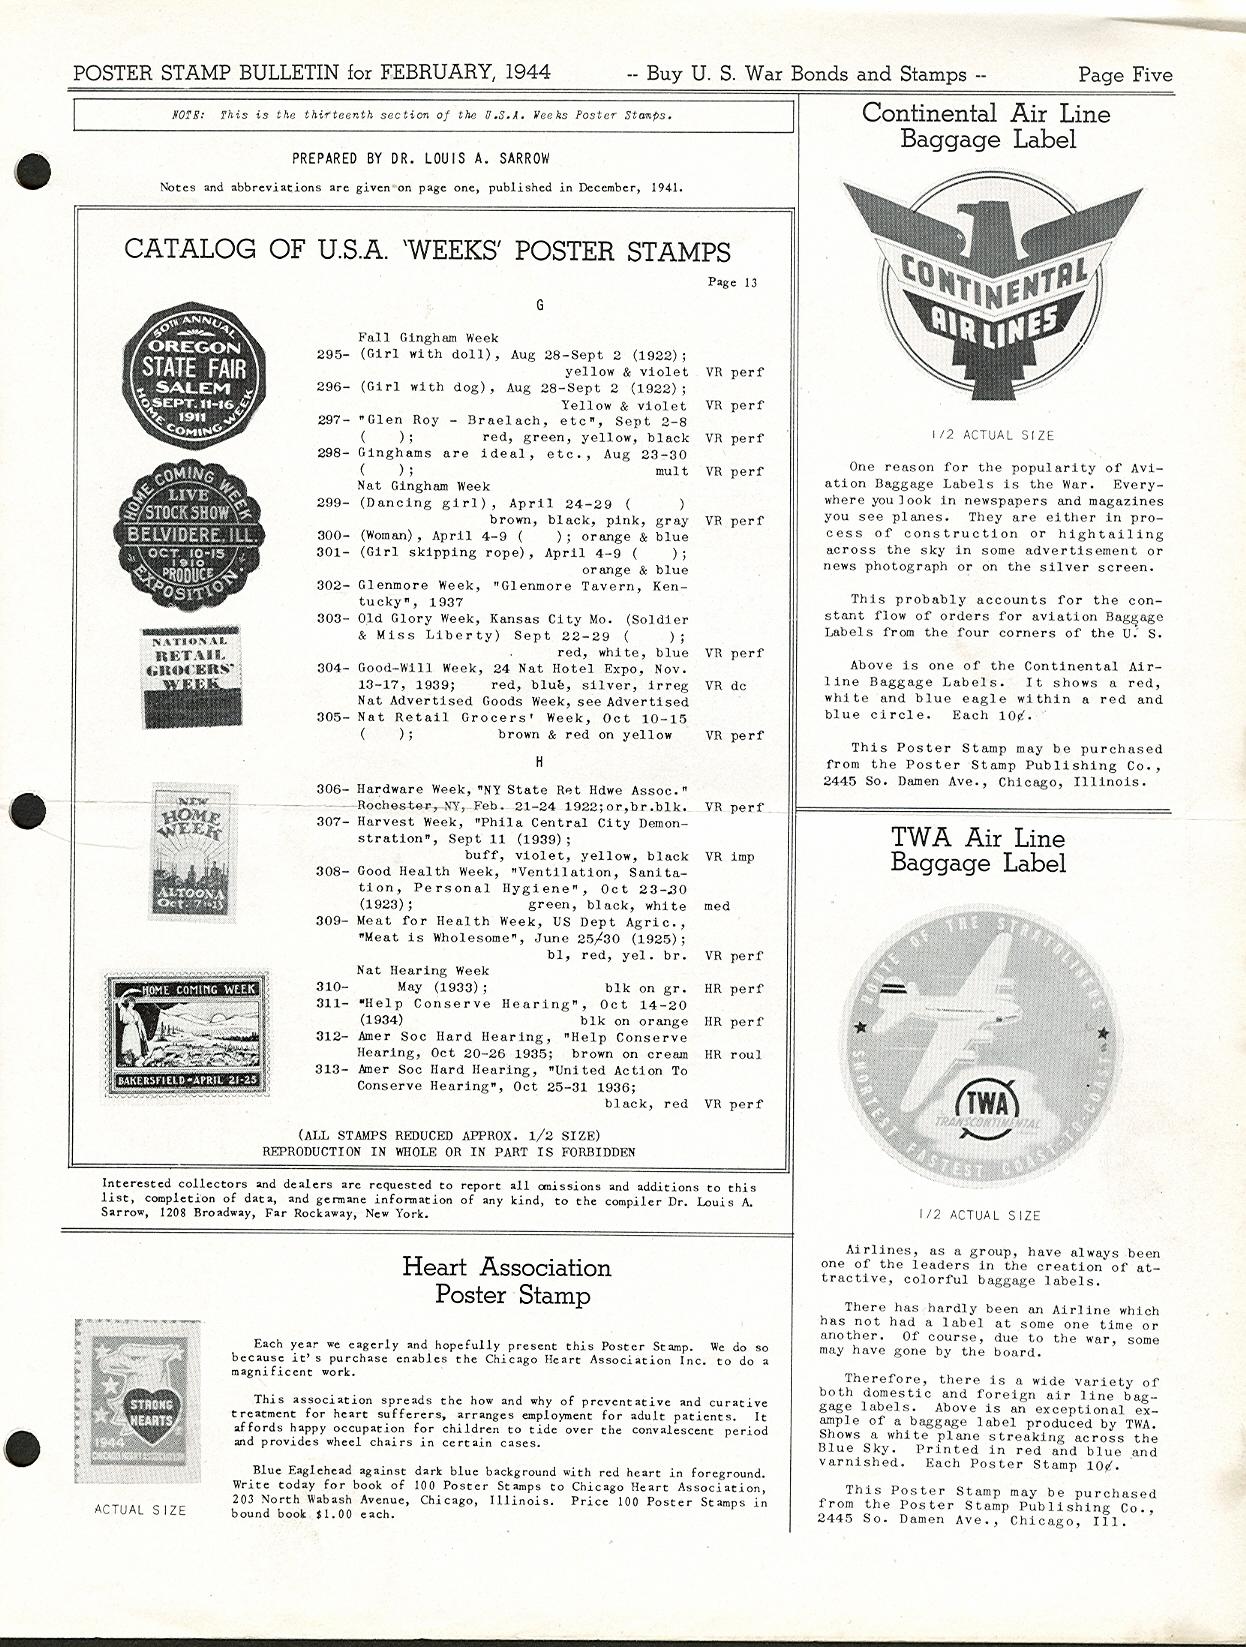 POSTER STAMP BULLETIN for FEBRUARY, 1944 -- Buy U. S. War Bonds and Stamps -- Page Five
NOTE: This is the thirteenth section of the U.S.A. Weeks Poster Stamps.
PREPARED BY DR. LOUIS A. SARROW
Notes and abbreviations are given on page one, published in December, 1941.
CATALOG OF U.S.A. 'WEEKS' POSTER STAMPS
Page 13
50TH ANNUAL
OREGON
STATE FAIR
SALEM
SEPT. 11-16
1911
HOME COMING WEEK
HOME COMING WEEK
LIVE
STOCK SHOW
BELVIDERE, ILL.
OCT. 10-15
1910
PRODUCE
EXPOSITION
NATIONAL
RETAIL
GROCERS'
WEEK
NEW
HOME
WEEK
ALTOONA
Oct. 7-13
HOME COMING WEEK
BAKERSFIELD - APRIL 21-25
G
Fall Gingham Week
295- (Girl with doll), Aug 28-Sept 2 (1922);
yellow & violet VR perf
296- (Girl with dog), Aug 28-Sept 2 (1922);
Yellow & violet VR perf
297- "Glen Roy - Braelach, etc", Sept 2-8
( ); red, green, yellow, black VR perf
298- Ginghams are ideal, etc., Aug 23-30
( ); mult VR perf
Nat Gingham Week
299- (Dancing girl), April 24-29 ( )
brown, black, pink, gray VR perf
300- (Woman), April 4-9 ( ); orange & blue
301- (Girl skipping rope), April 4-9 ( );
orange & blue
302- Glenmore Week, "Glenmore Tavern, Ken-
tucky", 1937
303- Old Glory Week, Kansas City Mo. (Soldier
& Miss Liberty) Sept 22-29 ( );
red, white, blue VR perf
304- Good-Will Week, 24 Nat Hotel Expo, Nov.
13-17, 1939; red, blue, silver, irreg VR dc
Nat Advertised Goods Week, see Advertised
305- Nat Retail Grocers' Week, Oct 10-15
( ); brown & red on yellow VR perf
H
306- Hardware Week, "NY State Ret Hdwe Assoc."
Rochester, NY, Feb. 21-24 1922;or,br.blk. VR perf
307- Harvest Week, "Phila Central City Demon-
stration", Sept 11 (1939);
buff, violet, yellow, black VR imp
308- Good Health Week, "Ventilation, Sanita-
tion, Personal Hygiene", Oct 23-30
(1923); green, black, white med
309- Meat for Health Week, US Dept Agric.,
"Meat is Wholesome", June 25/30 (1925);
bl, red, yel. br. VR perf
Nat Hearing Week
310- May (1933); blk on gr. HR perf
311- "Help Conserve Hearing", Oct 14-20
(1934) blk on orange HR perf
312- Amer Soc Hard Hearing, "Help Conserve
Hearing, Oct 20-26 1935; brown on cream HR roul
313- Amer Soc Hard Hearing, "United Action To
Conserve Hearing", Oct 25-31 1936;
black, red VR perf
(ALL STAMPS REDUCED APPROX. 1/2 SIZE)
REPRODUCTION IN WHOLE OR IN PART IS FORBIDDEN
Interested collectors and dealers are requested to report all omissions and additions to this
list, completion of data, and germane information of any kind, to the compiler Dr. Louis A.
Sarrow, 1208 Broadway, Far Rockaway, New York.
Heart Association
Poster Stamp
STRONG
HEARTS
1944
ACTUAL SIZE
Each year we eagerly and hopefully present this Poster Stamp. We do so
because it's purchase enables the Chicago Heart Association Inc. to do a
magnificent work.
This association spreads the how and why of preventative and curative
treatment for heart sufferers, arranges employment for adult patients. It
affords happy occupation for children to tide over the convalescent period
and provides wheel chairs in certain cases.
Blue Eaglehead against dark blue background with red heart in foreground.
Write today for book of 100 Poster Stamps to Chicago Heart Association,
203 North Wabash Avenue, Chicago, Illinois. Price 100 Poster Stamps in
bound book $1.00 each.
Continental Air Line
Baggage Label
CONTINENTAL
AIR LINES
1/2 ACTUAL SIZE
One reason for the popularity of Avi-
ation Baggage Labels is the War. Every-
where you look in newspapers and magazines
you see planes. They are either in pro-
cess of construction or hightailing
across the sky in some advertisement or
news photograph or on the silver screen.
This probably accounts for the con-
stant flow of orders for aviation Baggage
Labels from the four corners of the U. S.
Above is one of the Continental Air-
line Baggage Labels. It shows a red,
white and blue eagle within a red and
blue circle. Each 10¢.
This Poster Stamp may be purchased
from the Poster Stamp Publishing Co.,
2445 So. Damen Ave., Chicago, Illinois.
TWA Air Line
Baggage Label
ROUTE OF THE STRATOLINERS
TWA
TRANSCONTINENTAL
SHORTEST FASTEST COAST-TO-COAST
1/2 ACTUAL SIZE
Airlines, as a group, have always been
one of the leaders in the creation of at-
tractive, colorful baggage labels.
There has hardly been an Airline which
has not had a label at some one time or
another. Of course, due to the war, some
may have gone by the board.
Therefore, there is a wide variety of
both domestic and foreign air line bag-
gage labels. Above is an exceptional ex-
ample of a baggage label produced by TWA.
Shows a white plane streaking across the
Blue Sky. Printed in red and blue and
varnished. Each Poster Stamp 10¢.
This Poster Stamp may be purchased
from the Poster Stamp Publishing Co.,
2445 So. Damen Ave., Chicago, Ill.